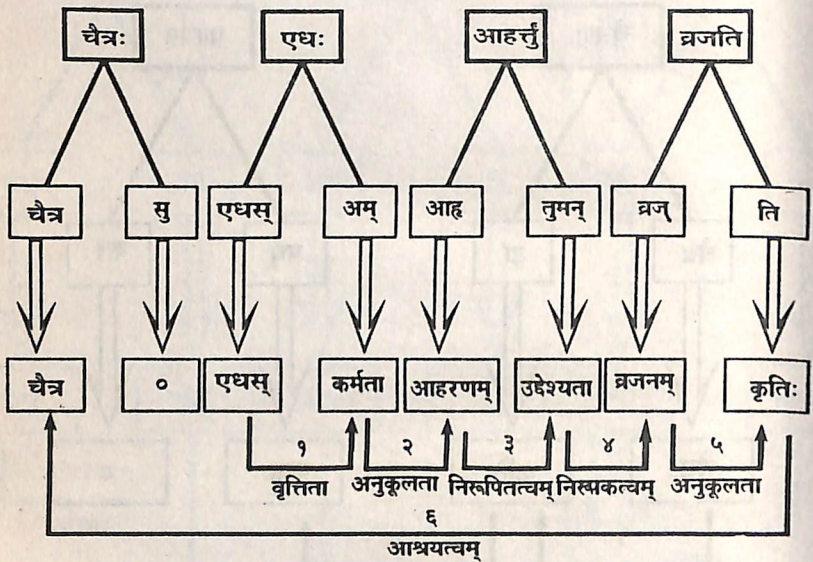 चैत्रः एधः आहर्त्तुं व्रजति
चैत्र सु एधस् अम् आहृ तुमन् व्रज् ति
चैत्र ० एधस् कर्मता आहरणम् उद्देश्यता व्रजनम् कृतिः
१ २ ३ ४ ५
वृत्तिता अनुकूलता निरूपितत्वम् निरूपकत्वम् अनुकूलता
६
आश्रयत्वम्